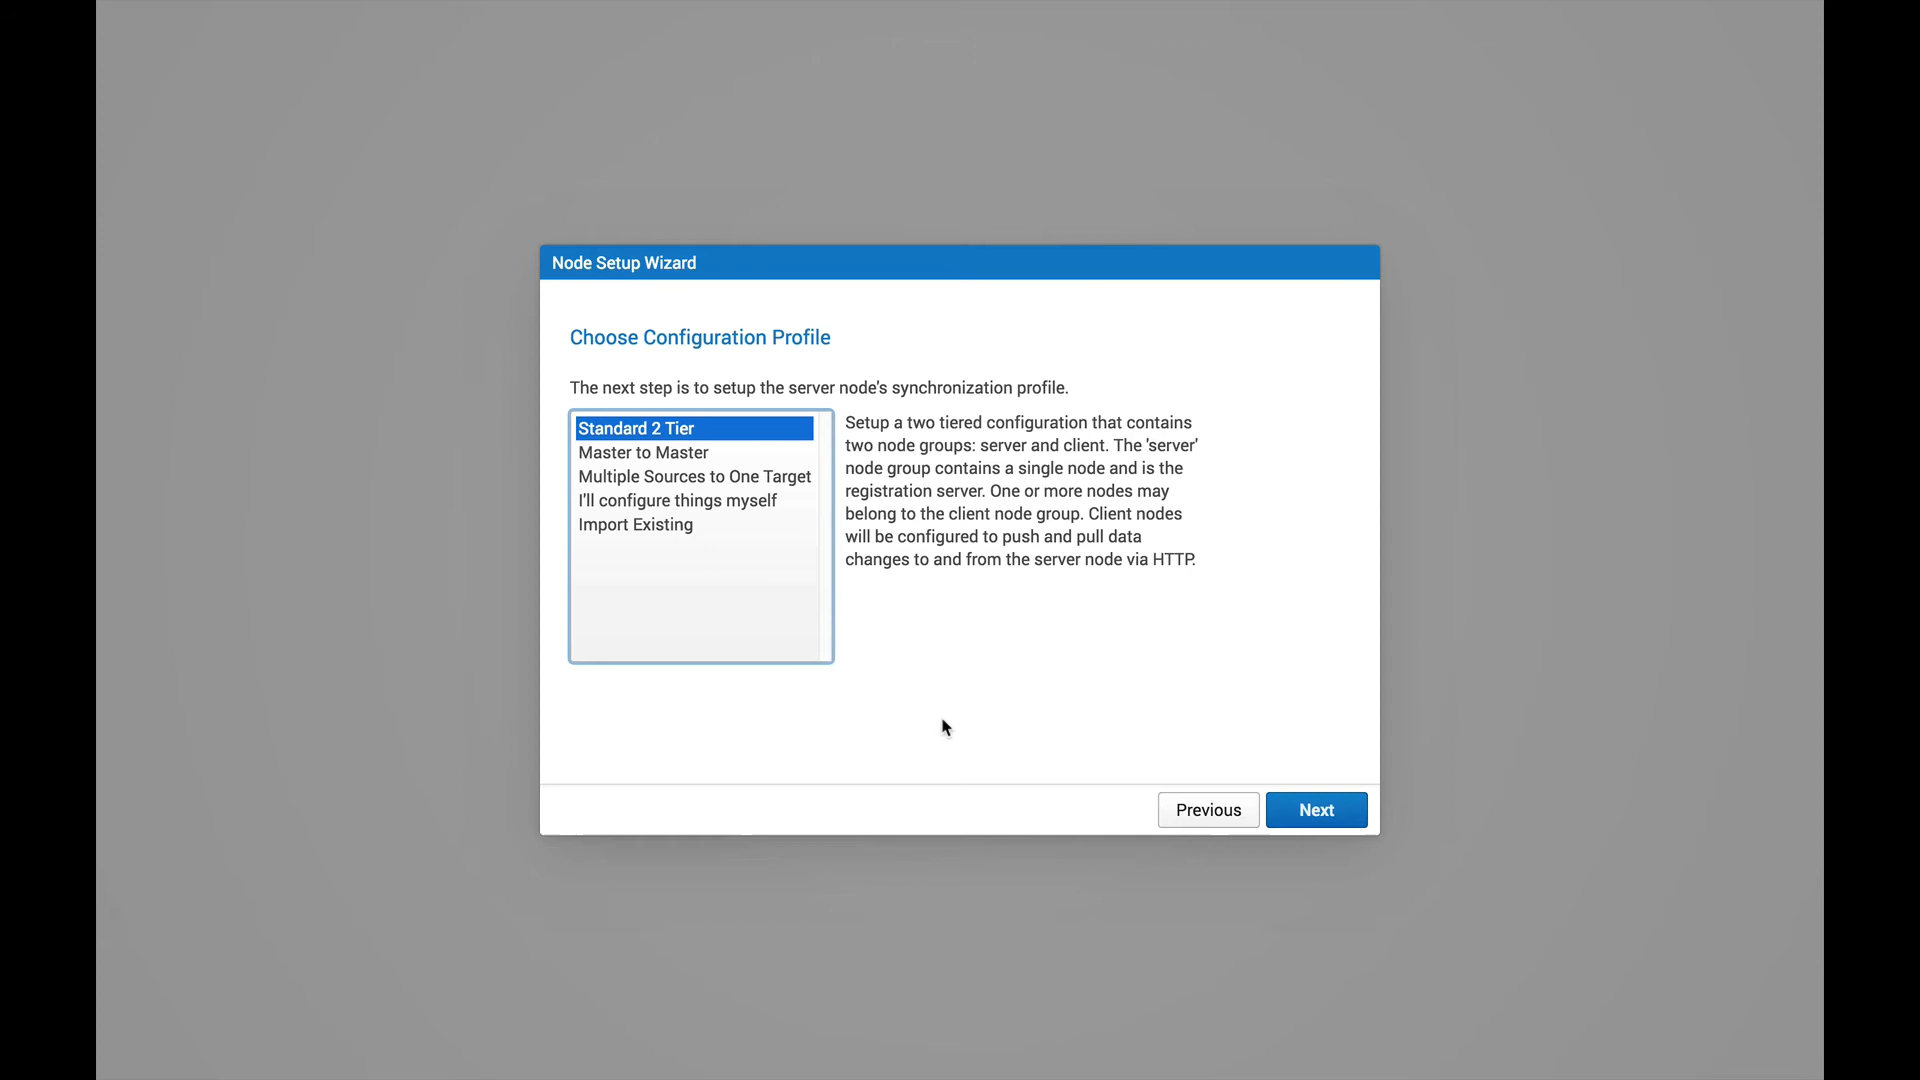 Node Setup Wizard
Choose Configuration Profile
The next step is to setup the server node's synchronization profile.
Standard 2 Tier
Master to Master
Multiple Sources to One Target
I'll configure things myself
Import Existing
Setup a two tiered configuration that contains
two node groups: server and client. The 'server'
node group contains a single node and is the
registration server. One or more nodes may
belong to the client node group. Client nodes
will be configured to push and pull data
changes to and from the server node via HTTP.
Previous
Next